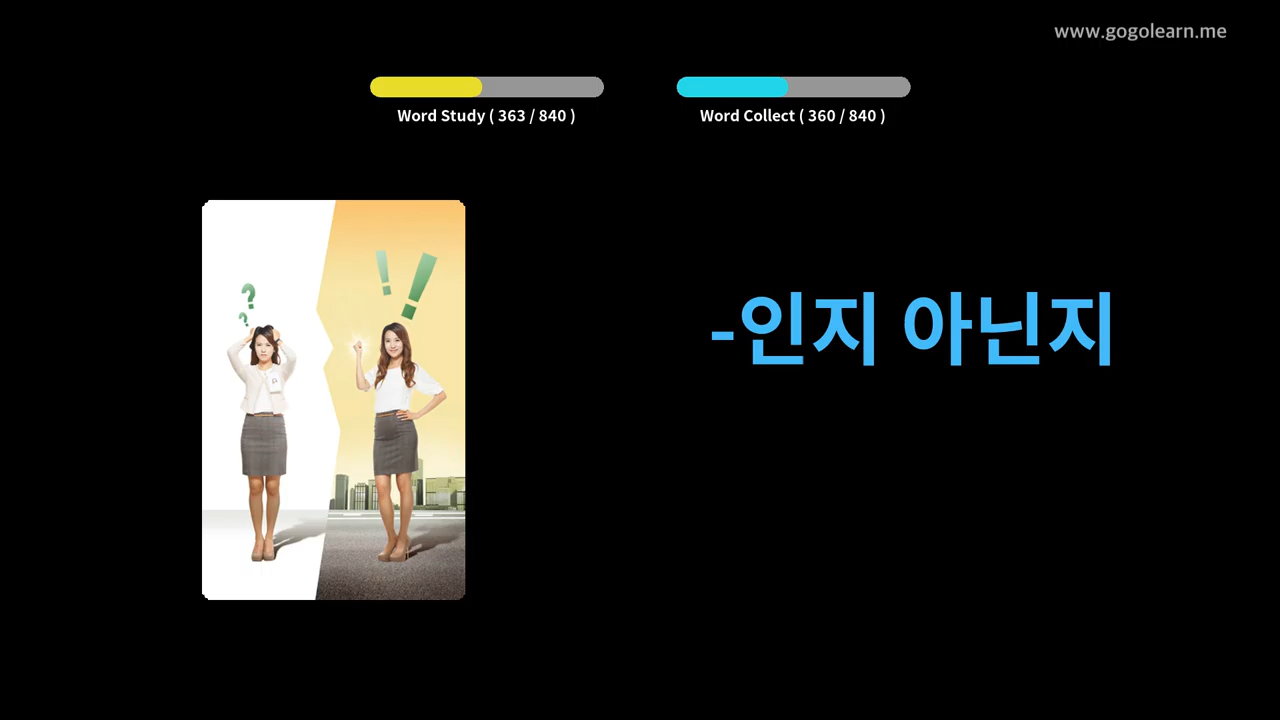 www.gogolearn.me
Word Study ( 363 / 840 )
Word Collect ( 360 / 840 )
? ?
! !
-인지 아닌지